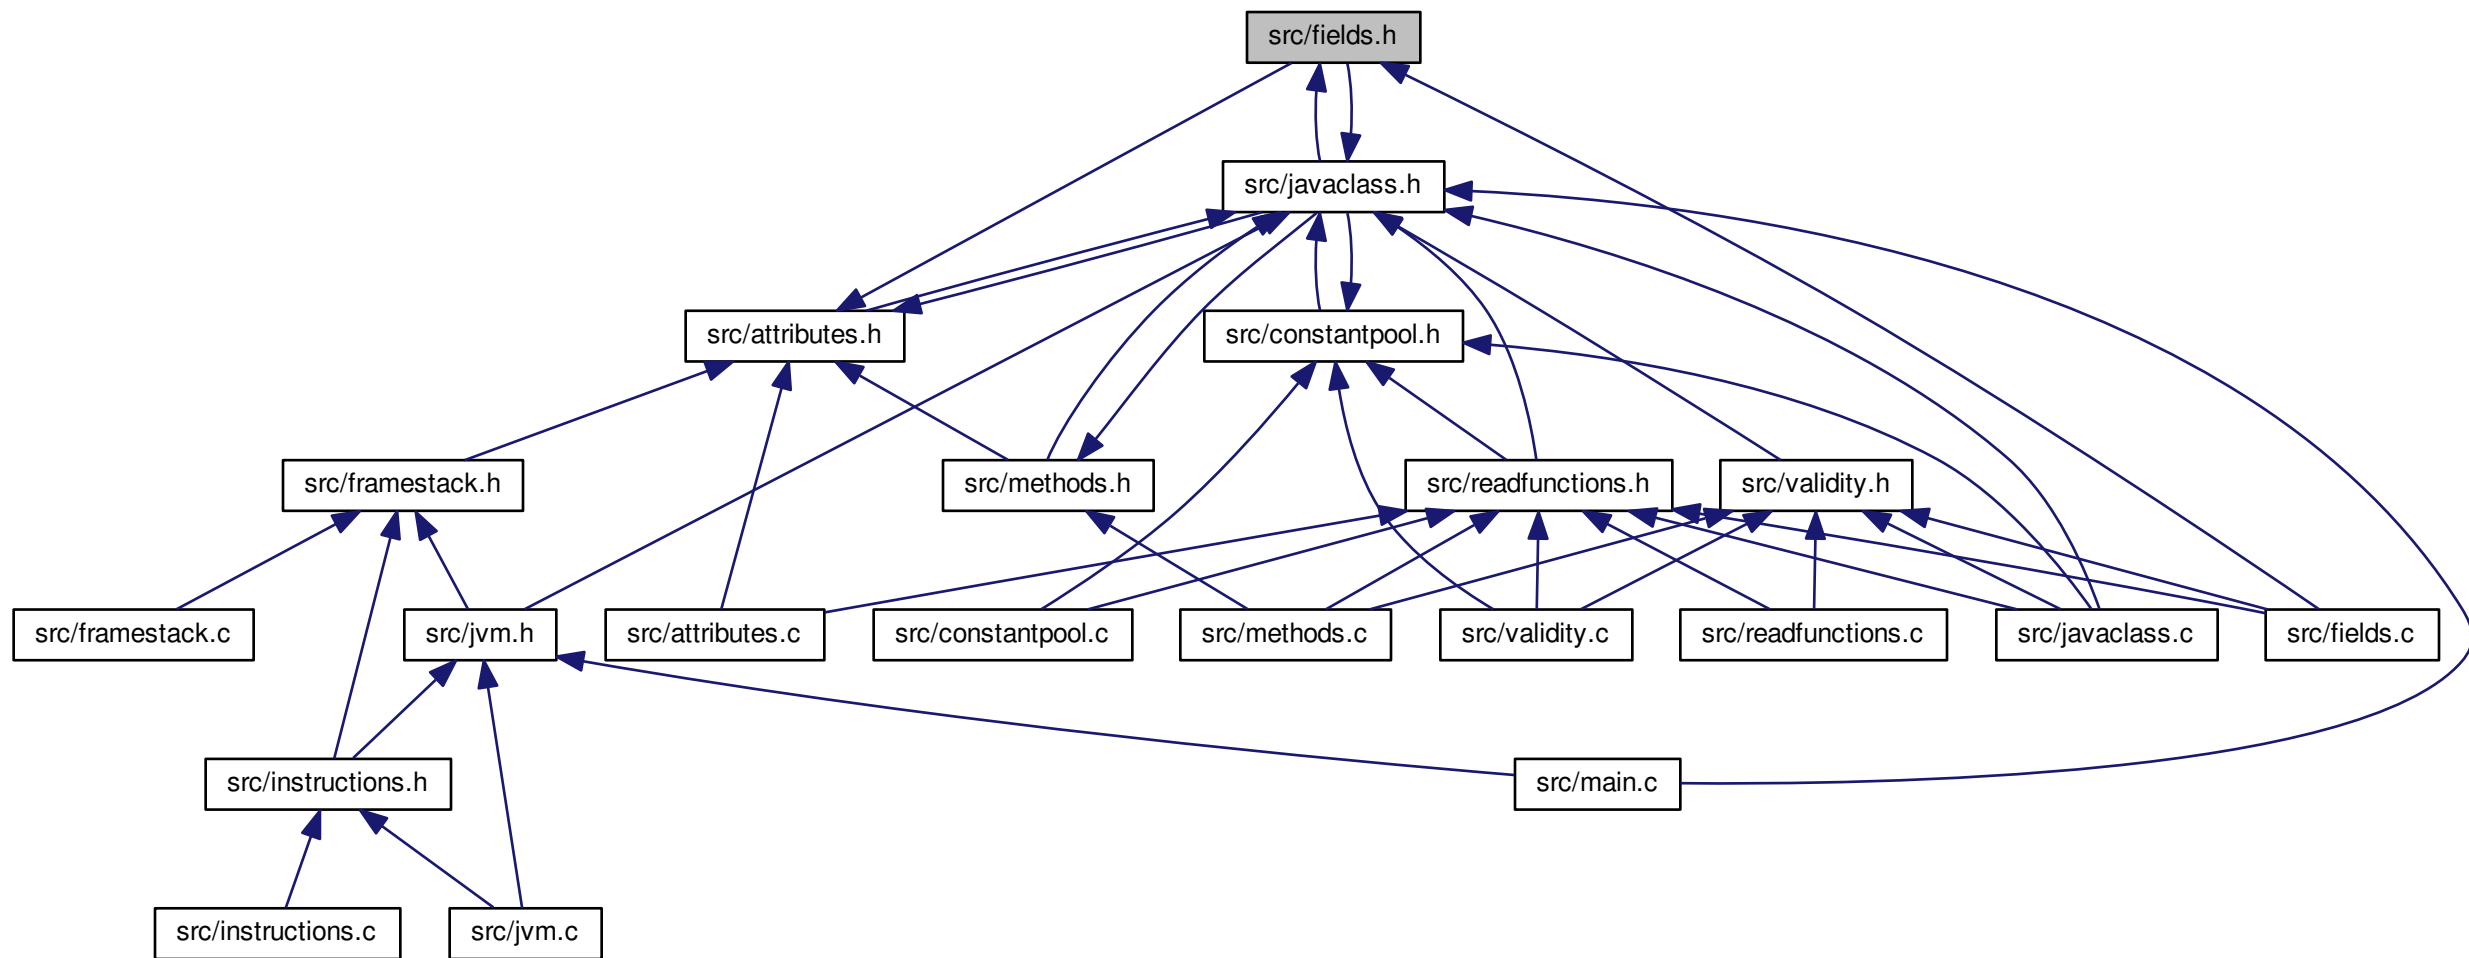 src/fields.h
src/javaclass.h
src/attributes.h
src/constantpool.h
src/framestack.h
src/methods.h
src/readfunctions.h
src/validity.h
src/framestack.c
src/jvm.h
src/attributes.c
src/constantpool.c
src/methods.c
src/validity.c
src/readfunctions.c
src/javaclass.c
src/fields.c
src/instructions.h
src/main.c
src/instructions.c
src/jvm.c